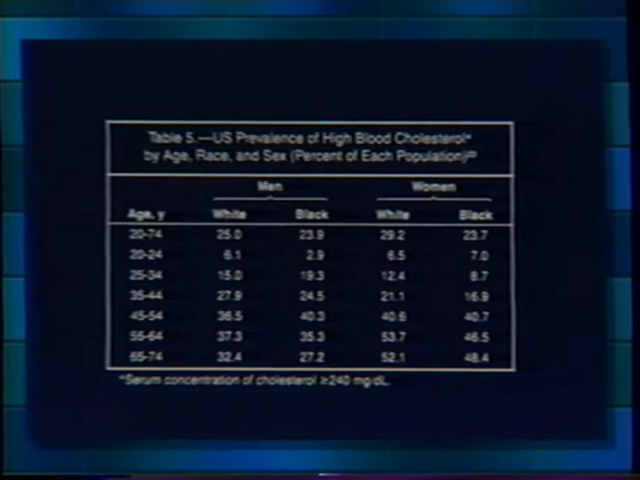 Table 5.—US Prevalence of High Blood Cholesterol*
by Age, Race, and Sex (Percent of Each Population)
Men Women
Age, y White Black White Black
20-74 25.0 23.9 29.2 23.7
20-24 6.1 2.9 6.5 7.0
25-34 15.0 19.3 12.4 8.7
35-44 27.9 24.5 21.1 16.9
45-54 36.5 40.3 40.6 40.7
55-64 37.3 35.3 53.7 46.5
65-74 32.4 27.2 52.1 48.4
*Serum concentration of cholesterol ≥240 mg/dL.